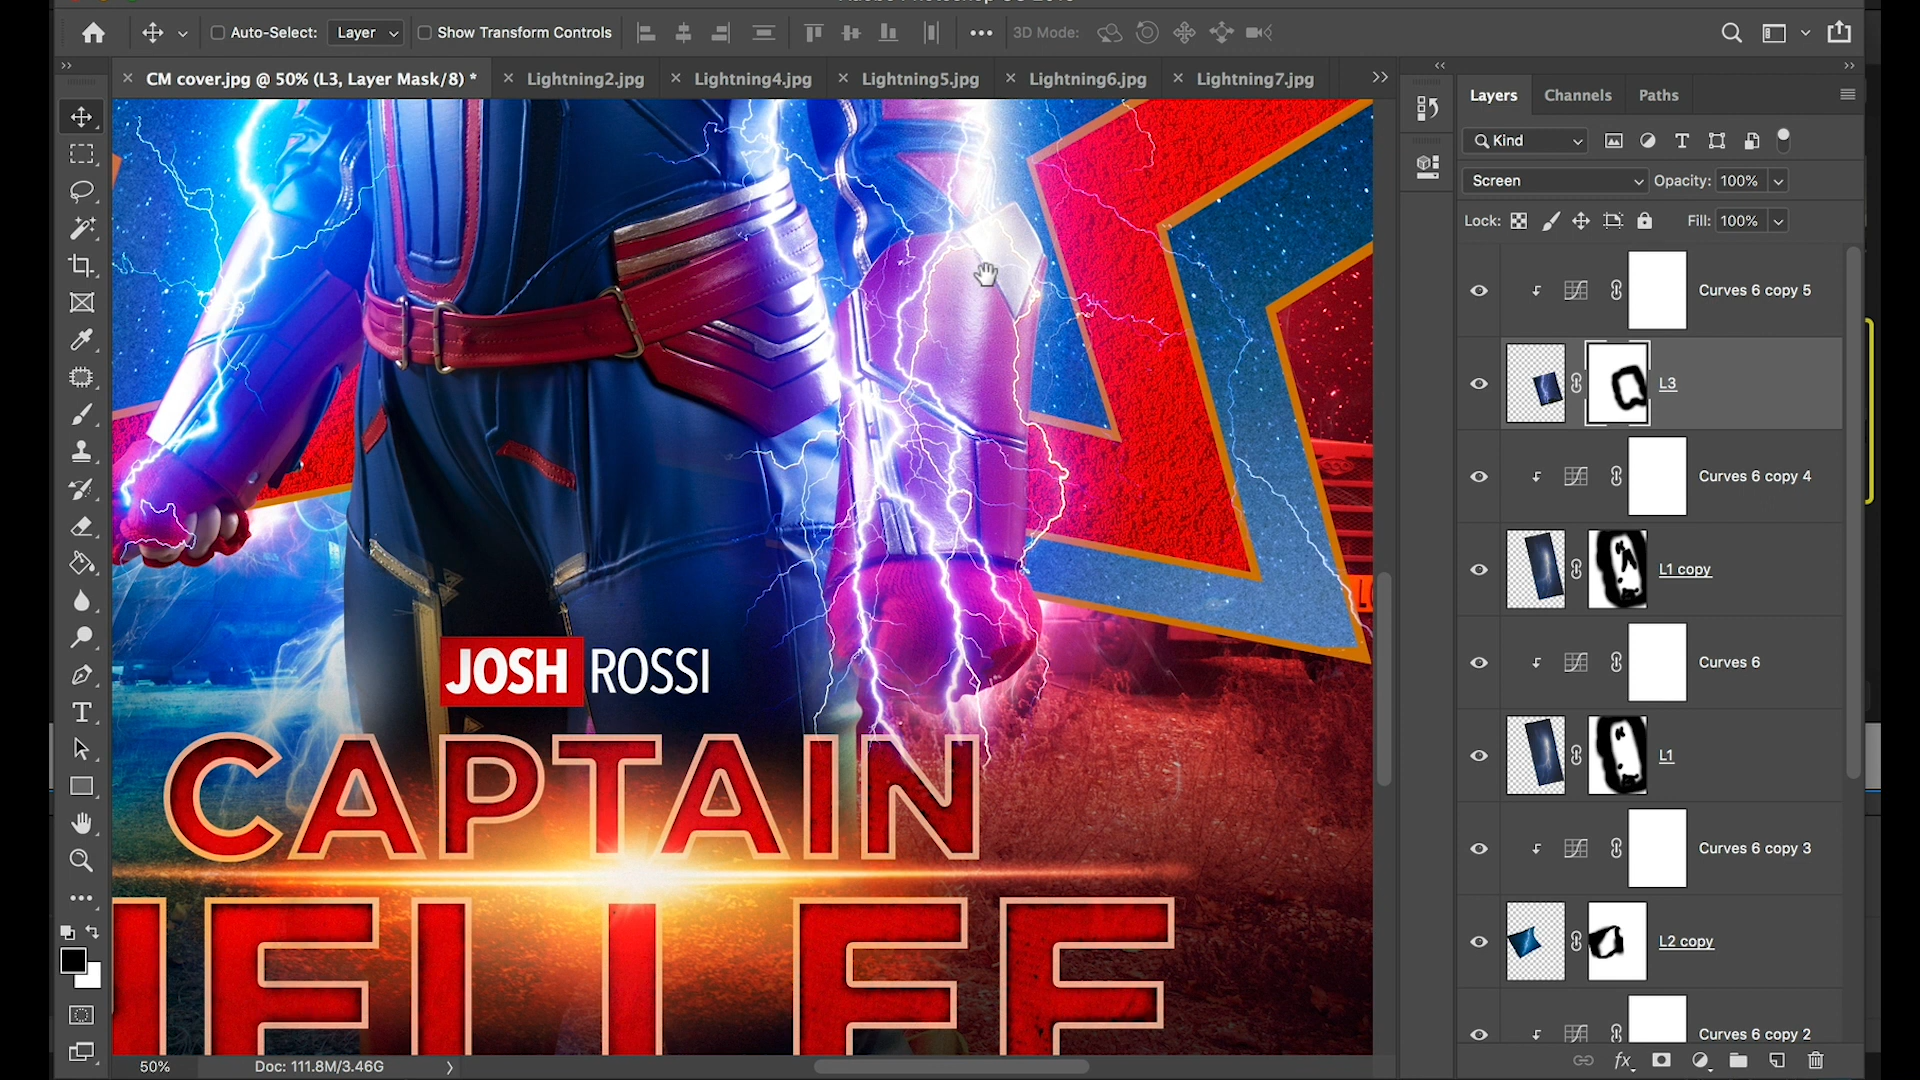 Auto-Select:
Layer
Show Transform Controls
3D Mode:
CM cover.jpg @ 50% (L3, Layer Mask/8) *
Lightning2.jpg
Lightning4.jpg
Lightning5.jpg
Lightning6.jpg
Lightning7.jpg
Layers
Channels
Paths
Kind
Screen
Opacity:
100%
Lock:
Fill:
100%
Curves 6 copy 5
L3
Curves 6 copy 4
L1 copy
Curves 6
L1
Curves 6 copy 3
L2 copy
Curves 6 copy 2
JOSH ROSSI
CAPTAIN
50%
Doc: 111.8M/3.46G